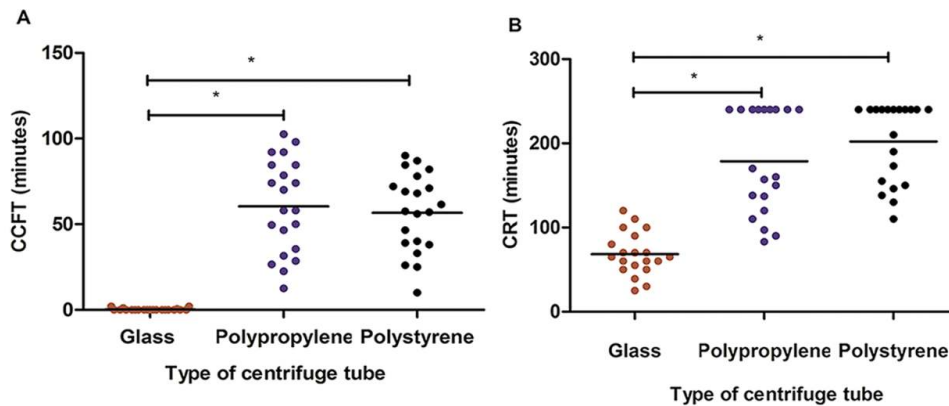 A
150
100
50
0
CCFT (minutes)
*
*
Glass Polypropylene Polystyrene
Type of centrifuge tube
B
300
200
100
0
CRT (minutes)
*
*
Glass Polypropylene Polystyrene
Type of centrifuge tube